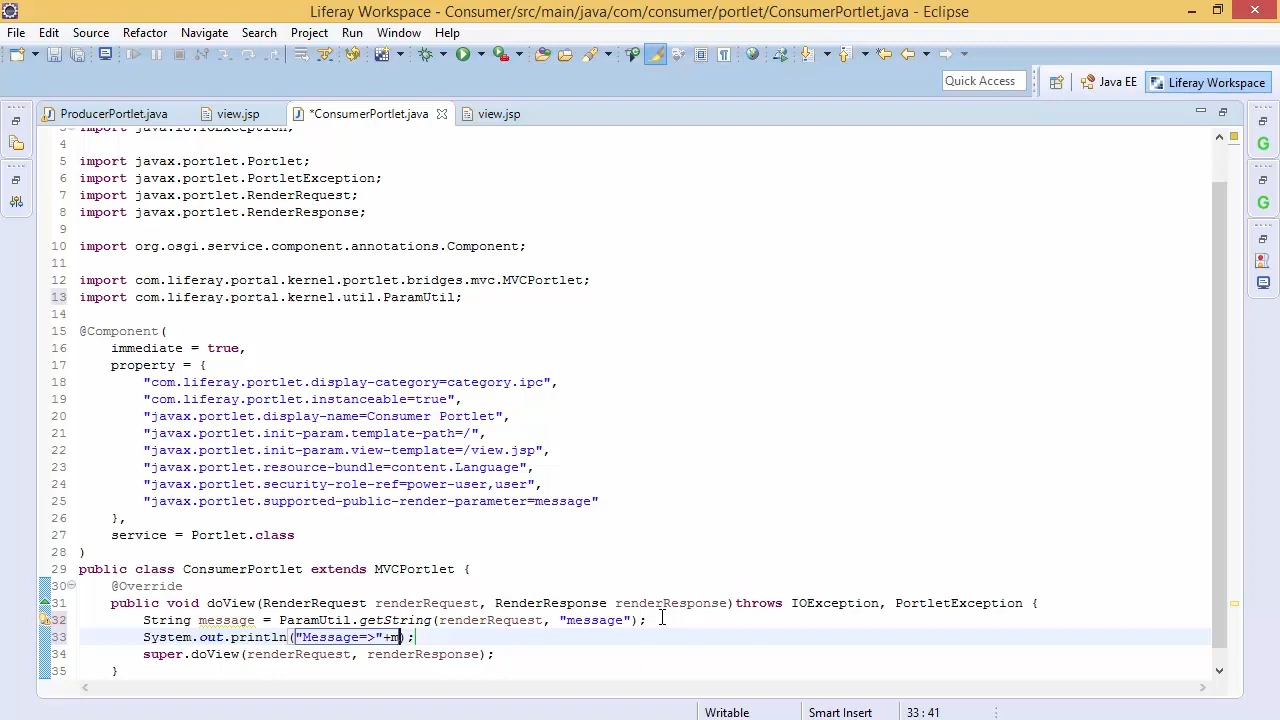 Liferay Workspace - Consumer/src/main/java/com/consumer/portlet/ConsumerPortlet.java - Eclipse
File Edit Source Refactor Navigate Search Project Run Window Help
Quick Access
Java EE
Liferay Workspace
ProducerPortlet.java
view.jsp
*ConsumerPortlet.java
view.jsp
3 import java.io.IOException;
4
5 import javax.portlet.Portlet;
6 import javax.portlet.PortletException;
7 import javax.portlet.RenderRequest;
8 import javax.portlet.RenderResponse;
9
10 import org.osgi.service.component.annotations.Component;
11
12 import com.liferay.portal.kernel.portlet.bridges.mvc.MVCPortlet;
13 import com.liferay.portal.kernel.util.ParamUtil;
14
15 @Component(
16 immediate = true,
17 property = {
18 "com.liferay.portlet.display-category=category.ipc",
19 "com.liferay.portlet.instanceable=true",
20 "javax.portlet.display-name=Consumer Portlet",
21 "javax.portlet.init-param.template-path=/",
22 "javax.portlet.init-param.view-template=/view.jsp",
23 "javax.portlet.resource-bundle=content.Language",
24 "javax.portlet.security-role-ref=power-user,user",
25 "javax.portlet.supported-public-render-parameter=message"
26 },
27 service = Portlet.class
28 )
29 public class ConsumerPortlet extends MVCPortlet {
30 @Override
31 public void doView(RenderRequest renderRequest, RenderResponse renderResponse)throws IOException, PortletException {
32 String message = ParamUtil.getString(renderRequest, "message");
33 System.out.println("Message=>"+m);
34 super.doView(renderRequest, renderResponse);
35 }
Writable
Smart Insert
33 : 41